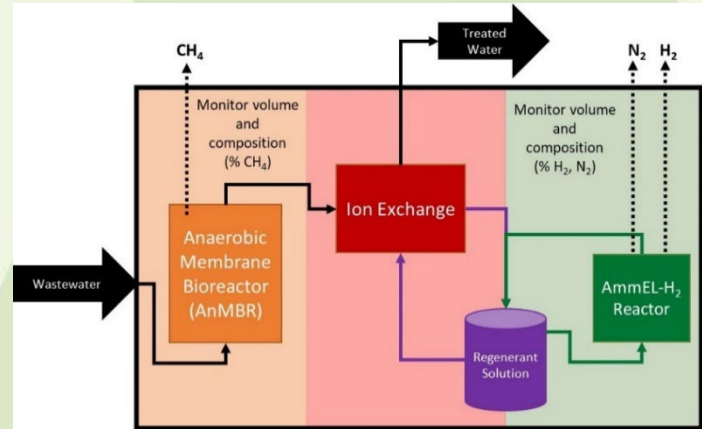 Treated
Water
CH₄
N₂ H₂
Monitor volume
and
composition
(% CH₄)
Monitor volume
and
composition
(% H₂, N₂)
Ion Exchange
Anaerobic
Membrane
Bioreactor
(AnMBR)
Wastewater
AmmEL-H₂
Reactor
Regenerant
Solution